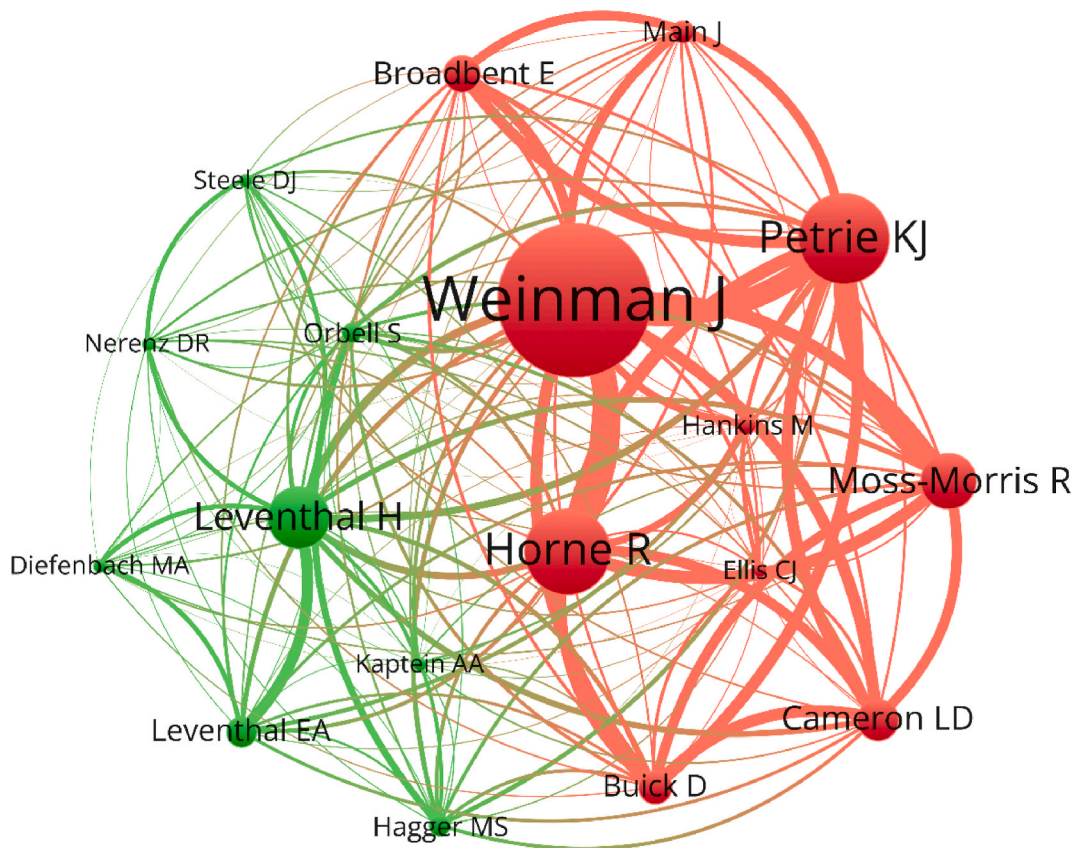 Main J
Broadbent E
Steele DJ
Petrie KJ
Weinman J
Orbell S
Nerenz DR
Hankins M
Moss-Morris R
Leventhal H
Horne R
Diefenbach MA
Ellis CJ
Kaptein AA
Leventhal EA
Cameron LD
Buick D
Hagger MS